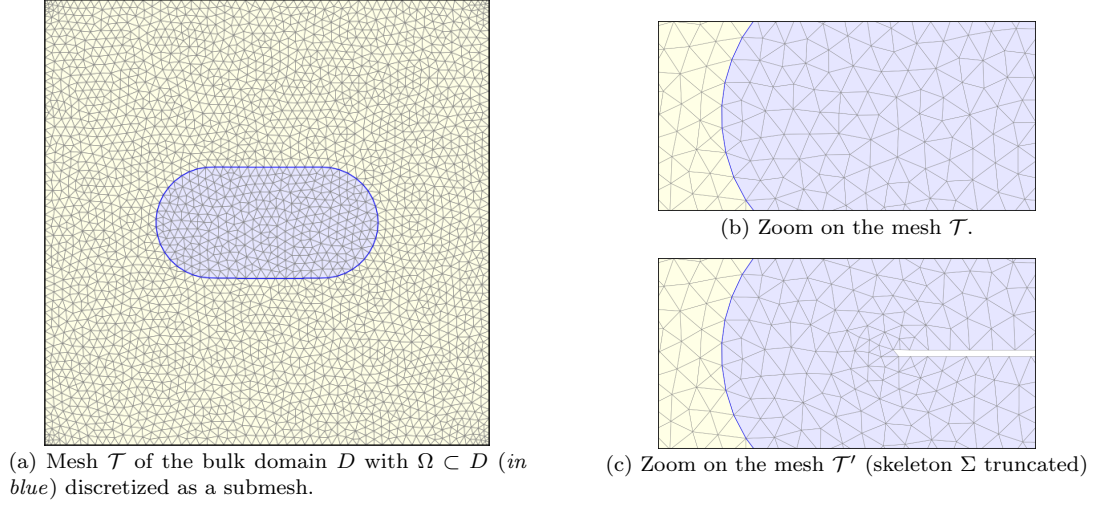 (a) Mesh 𝒯 of the bulk domain D with Ω ⊂ D (in
blue) discretized as a submesh.
(b) Zoom on the mesh 𝒯.
(c) Zoom on the mesh 𝒯′ (skeleton Σ truncated)